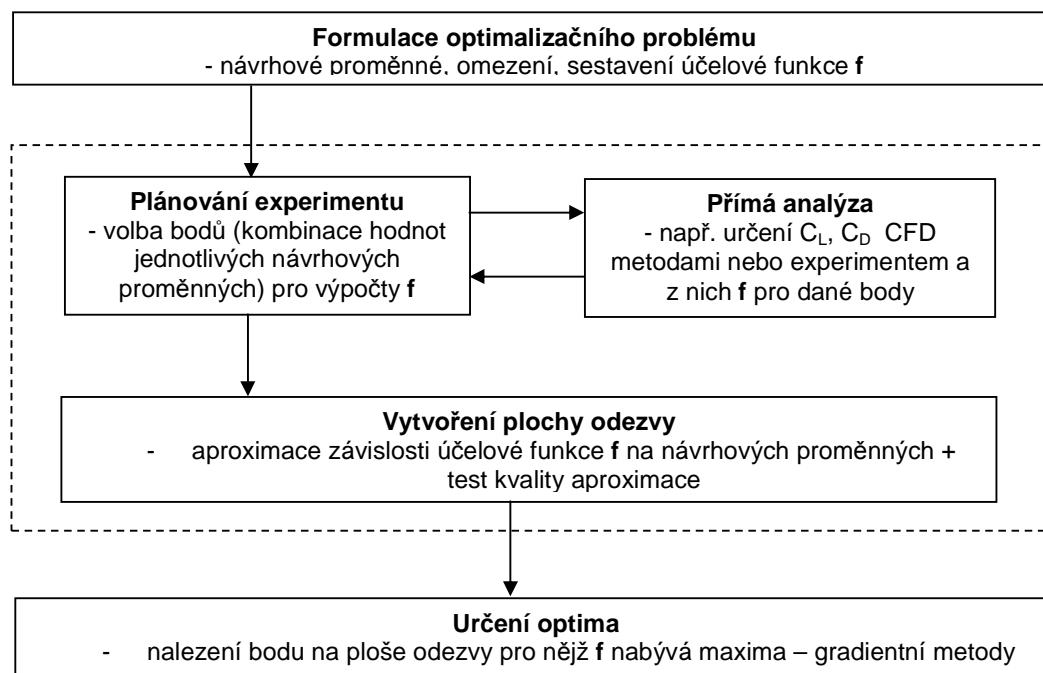 Formulace optimalizačního problému
- návrhové proměnné, omezení, sestavení účelové funkce f
Plánování experimentu
- volba bodů (kombinace hodnot
jednotlivých návrhových
proměnných) pro výpočty f
Přímá analýza
- např. určení CL, CD CFD
metodami nebo experimentem a
z nich f pro dané body
Vytvoření plochy odezvy
- aproximace závislosti účelové funkce f na návrhových proměnných +
test kvality aproximace
Určení optima
- nalezení bodu na ploše odezvy pro nějž f nabývá maxima – gradientní metody